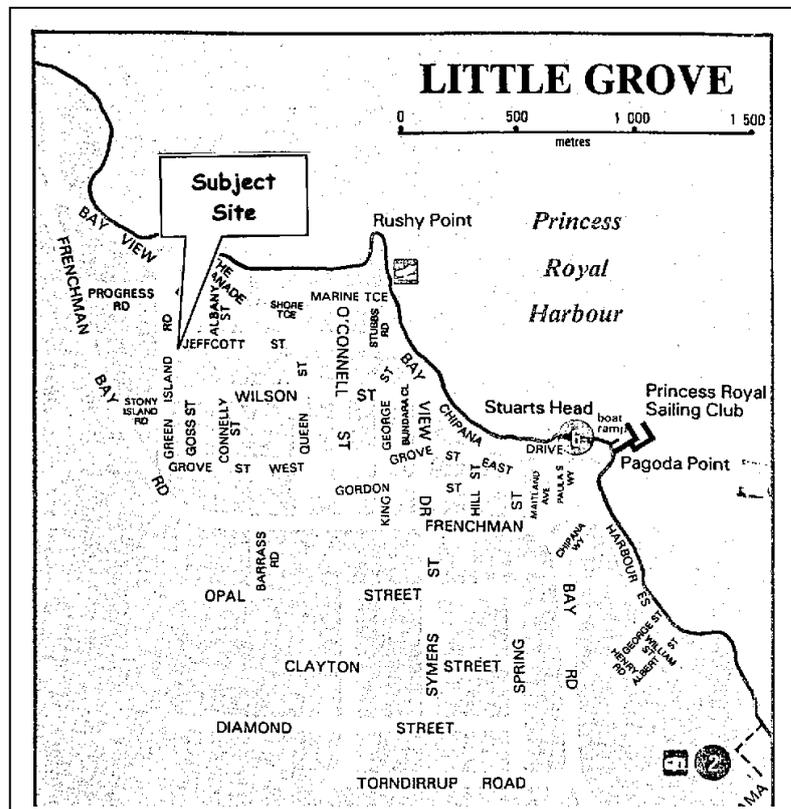 LITTLE GROVE
0 500 1 000 1 500
metres
Subject
Site
Rushy Point
Princess
Royal
Harbour
BAY VIEW
FRENCHMAN
BAY
RD
PROGRESS
RD
RD
ALBANY
ST
SHORE
TCE
MARINE TCE
O'CONNELL
ST
STUBBS
RD
JEFFCOTT ST
STONY
ISLAND
RD
GREEN ISLAND
GOSS ST
CONNELLY
ST
WILSON ST
QUEEN
ST
GEORGE
ST
BUNDARA CL
BAY
VIEW
DR
CHIPANA
DRIVE
Stuarts Head
boat
ramp
Princess Royal
Sailing Club
Pagoda Point
GROVE ST WEST
GROVE ST EAST
GORDON ST
KING
HILL ST
ST
MAITLAND
AVE
PAULAS
WY
FRENCHMAN
BAY
RD
CHIPANA
WY
HARBOUR
ES
BARRASS
RD
OPAL STREET
SYMERS
ST
SPRING
GEORGE ST
WILLIAM
ST
HENRY
RD
ALBERT
ST
CLAYTON STREET
DIAMOND STREET
TORNDIRRUP ROAD
2